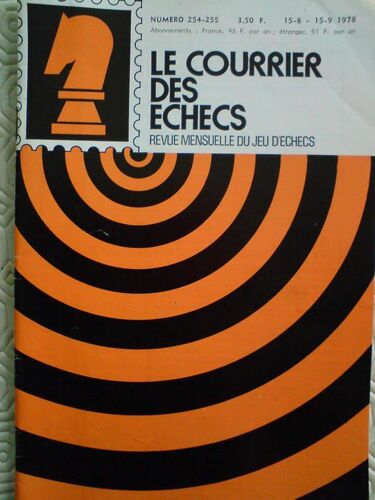 NUMERO 254-255 3,50 F. 15-8 - 15-9 1978
Abonnements : France, 43 F. par an ; étranger, 51 F. par an
LE COURRIER
DES
ECHECS
REVUE MENSUELLE DU JEU D'ECHECS